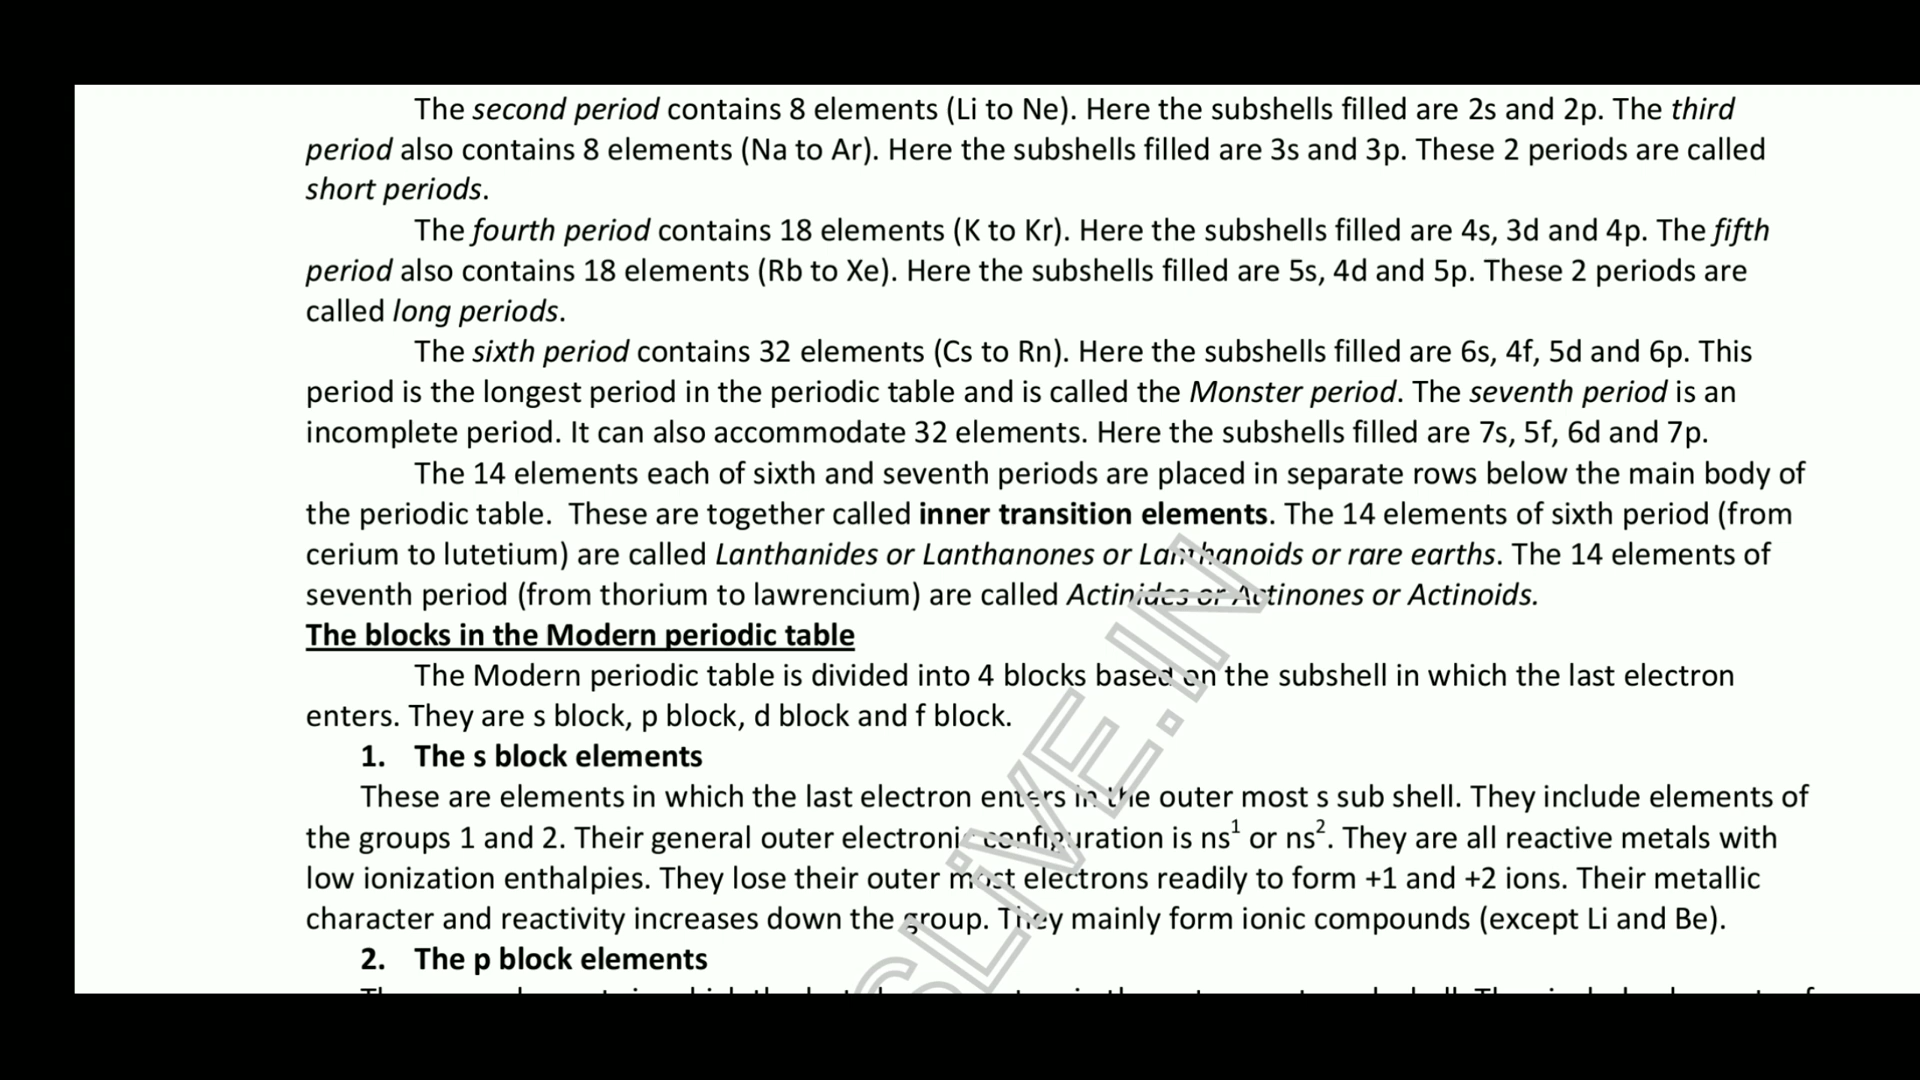 The second period contains 8 elements (Li to Ne). Here the subshells filled are 2s and 2p. The third
period also contains 8 elements (Na to Ar). Here the subshells filled are 3s and 3p. These 2 periods are called
short periods.
The fourth period contains 18 elements (K to Kr). Here the subshells filled are 4s, 3d and 4p. The fifth
period also contains 18 elements (Rb to Xe). Here the subshells filled are 5s, 4d and 5p. These 2 periods are
called long periods.
The sixth period contains 32 elements (Cs to Rn). Here the subshells filled are 6s, 4f, 5d and 6p. This
period is the longest period in the periodic table and is called the Monster period. The seventh period is an
incomplete period. It can also accommodate 32 elements. Here the subshells filled are 7s, 5f, 6d and 7p.
The 14 elements each of sixth and seventh periods are placed in separate rows below the main body of
the periodic table. These are together called inner transition elements. The 14 elements of sixth period (from
cerium to lutetium) are called Lanthanides or Lanthanones or Lanthanoids or rare earths. The 14 elements of
seventh period (from thorium to lawrencium) are called Actinides or Actinones or Actinoids.
The blocks in the Modern periodic table
The Modern periodic table is divided into 4 blocks based on the subshell in which the last electron
enters. They are s block, p block, d block and f block.
1. The s block elements
These are elements in which the last electron enters in the outer most s sub shell. They include elements of
the groups 1 and 2. Their general outer electronic configuration is ns¹ or ns². They are all reactive metals with
low ionization enthalpies. They lose their outer most electrons readily to form +1 and +2 ions. Their metallic
character and reactivity increases down the group. They mainly form ionic compounds (except Li and Be).
2. The p block elements
SLIVE.IN